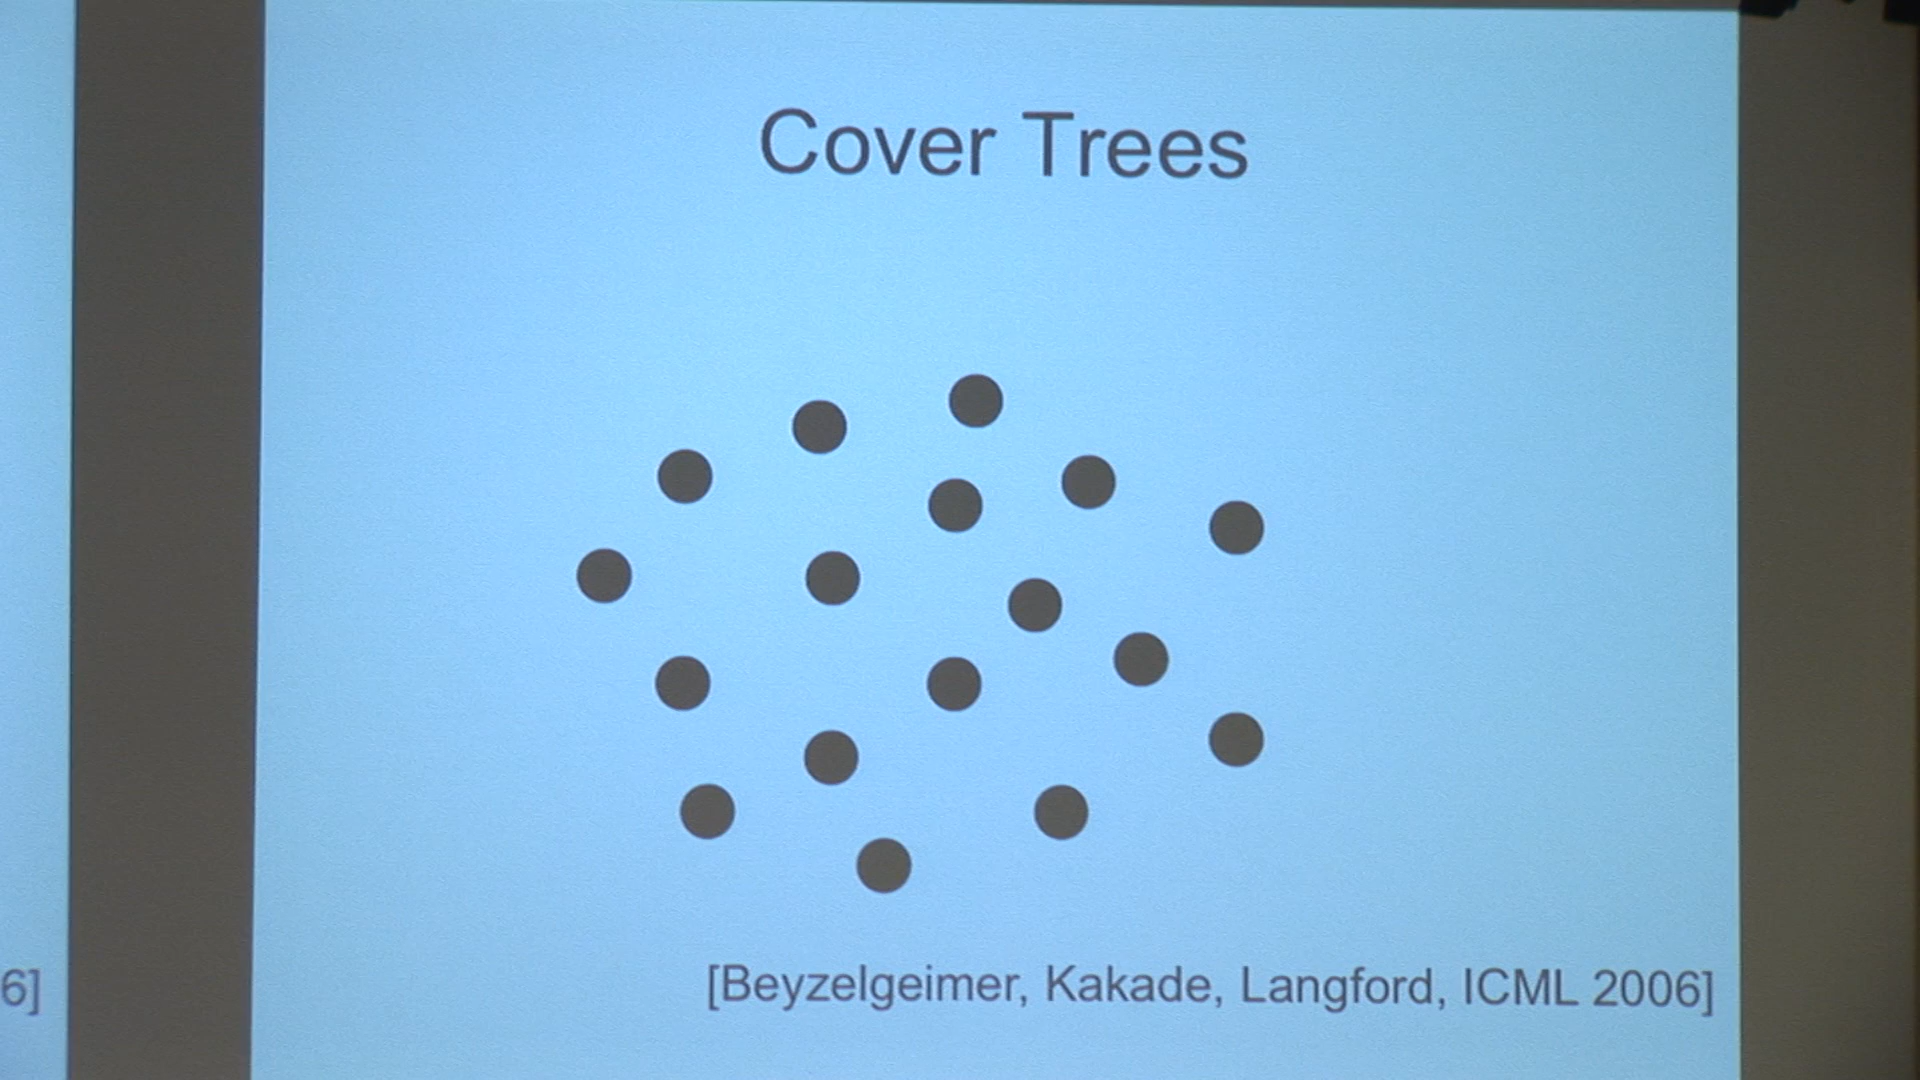 Cover Trees
[Beyzelgeimer, Kakade, Langford, ICML 2006]
6]